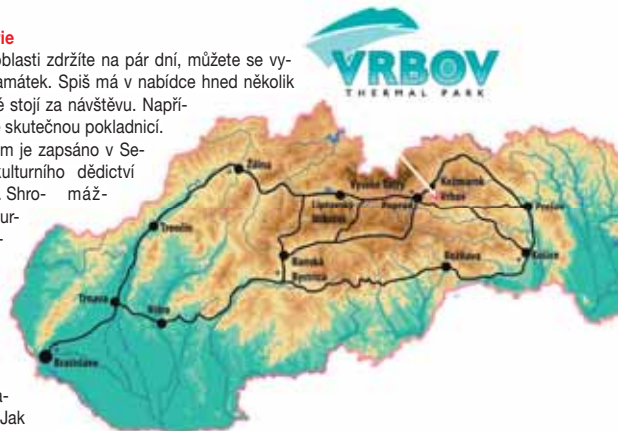 rie
oblasti zdržíte na pár dní, můžete se vy-
amátek. Spiš má v nabídce hned několik
é stojí za návštěvu. Napří-
skutečnou pokladnicí.
m je zapsáno v Se-
kulturního dědictví
Shro- máž-
ur-
-
a-
Jak
VRBOV
THERMAL PARK
Žilina
Vysoké Tatry
Kežmarok
Vrbov
Liptovský
Mikuláš
Poprad
Prešov
Trenčín
Banská
Bystrica
Rožňava
Košice
Trnava
Nitra
Bratislava